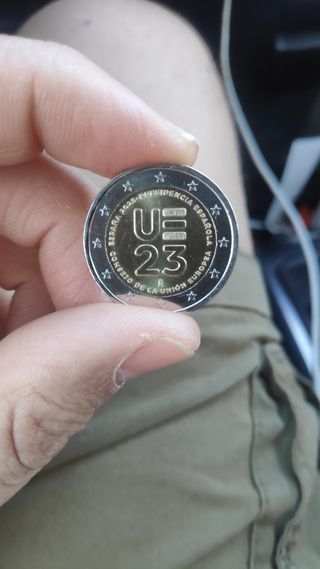 ESPAÑA 2023-PRESIDENCIA ESPAÑOLA
CONSEJO DE LA UNIÓN EUROPEA
UE
23